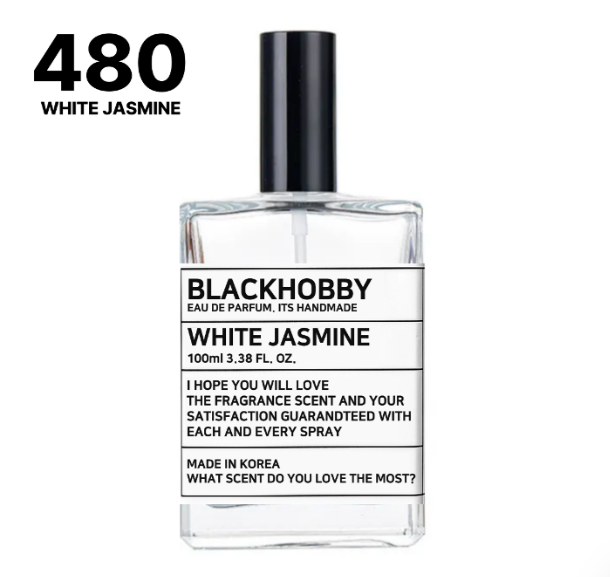 480
WHITE JASMINE
BLACKHOBBY
EAU DE PARFUM, ITS HANDMADE
WHITE JASMINE
100ml 3.38 FL. OZ.
I HOPE YOU WILL LOVE
THE FRAGRANCE SCENT AND YOUR
SATISFACTION GUARANDTEED WITH
EACH AND EVERY SPRAY
MADE IN KOREA
WHAT SCENT DO YOU LOVE THE MOST?